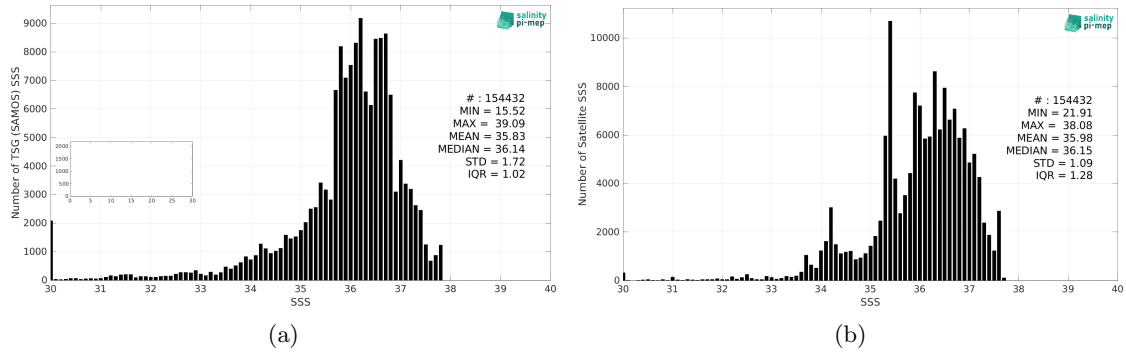 salinity
pi-mep
Number of TSG (SAMOS) SSS
9000
8000
7000
6000
5000
4000
3000
2000
1000
0
# : 154432
MIN = 15.52
MAX = 39.09
MEAN = 35.83
MEDIAN = 36.14
STD = 1.72
IQR = 1.02
2000
1500
1000
500
0
0 5 10 15 20 25 30
30 31 32 33 34 35 36 37 38 39 40
SSS
(a)
salinity
pi-mep
Number of Satellite SSS
10000
8000
6000
4000
2000
0
# : 154432
MIN = 21.91
MAX = 38.08
MEAN = 35.98
MEDIAN = 36.15
STD = 1.09
IQR = 1.28
30 31 32 33 34 35 36 37 38 39 40
SSS
(b)